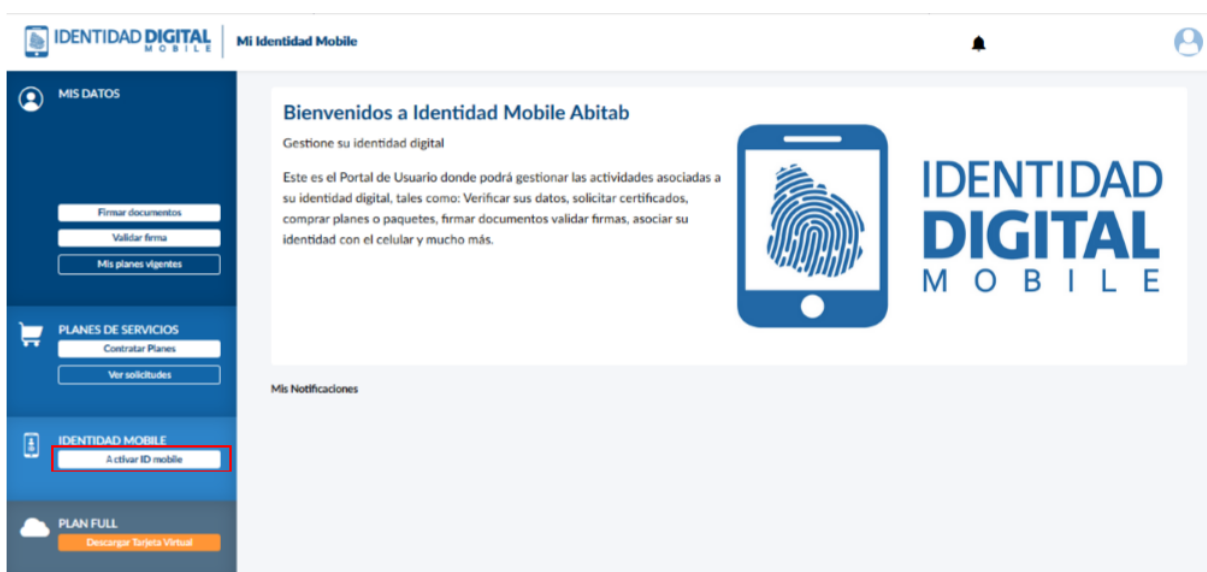 IDENTIDAD DIGITAL
MOBILE
Mi Identidad Mobile
MIS DATOS
Firmar documentos
Validar firma
Mis planes vigentes
PLANES DE SERVICIOS
Contratar Planes
Ver solicitudes
IDENTIDAD MOBILE
Activar ID mobile
PLAN FULL
Descargar Tarjeta Virtual
Bienvenidos a Identidad Mobile Abitab
Gestione su identidad digital
Este es el Portal de Usuario donde podrá gestionar las actividades asociadas a
su identidad digital, tales como: Verificar sus datos, solicitar certificados,
comprar planes o paquetes, firmar documentos validar firmas, asociar su
identidad con el celular y mucho más.
IDENTIDAD
DIGITAL
MOBILE
Mis Notificaciones